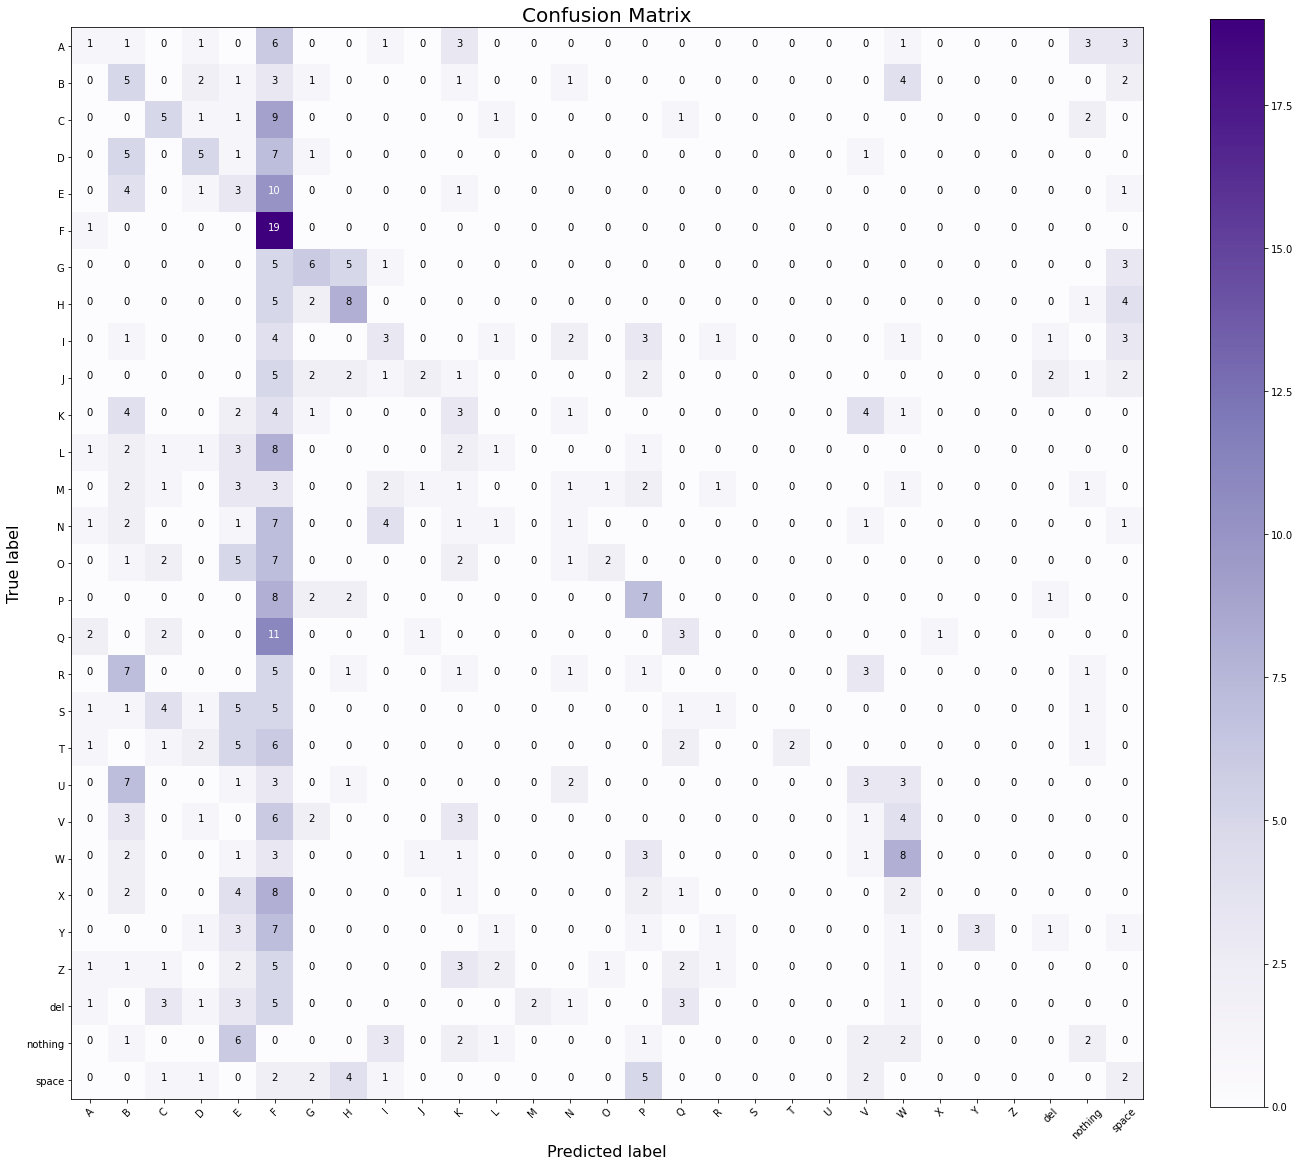 Confusion Matrix
A 1 1 0 1 0 6 0 0 1 0 3 0 0 0 0 0 0 0 0 0 0 0 1 0 0 0 0 3 3
B 0 5 0 2 1 3 1 0 0 0 1 0 0 1 0 0 0 0 0 0 0 0 4 0 0 0 0 0 2
C 0 0 5 1 1 9 0 0 0 0 0 1 0 0 0 0 1 0 0 0 0 0 0 0 0 0 0 2 0
D 0 5 0 5 1 7 1 0 0 0 0 0 0 0 0 0 0 0 0 0 0 1 0 0 0 0 0 0 0
E 0 4 0 1 3 10 0 0 0 0 1 0 0 0 0 0 0 0 0 0 0 0 0 0 0 0 0 0 1
F 1 0 0 0 0 19 0 0 0 0 0 0 0 0 0 0 0 0 0 0 0 0 0 0 0 0 0 0 0
G 0 0 0 0 0 5 6 5 1 0 0 0 0 0 0 0 0 0 0 0 0 0 0 0 0 0 0 0 3
H 0 0 0 0 0 5 2 8 0 0 0 0 0 0 0 0 0 0 0 0 0 0 0 0 0 0 0 1 4
I 0 1 0 0 0 4 0 0 3 0 0 1 0 2 0 3 0 1 0 0 0 0 1 0 0 0 1 0 3
J 0 0 0 0 0 5 2 2 1 2 1 0 0 0 0 2 0 0 0 0 0 0 0 0 0 0 2 1 2
K 0 4 0 0 2 4 1 0 0 0 3 0 0 1 0 0 0 0 0 0 0 4 1 0 0 0 0 0 0
L 1 2 1 1 3 8 0 0 0 0 2 1 0 0 0 1 0 0 0 0 0 0 0 0 0 0 0 0 0
M 0 2 1 0 3 3 0 0 2 1 1 0 0 1 1 2 0 1 0 0 0 0 1 0 0 0 0 1 0
N 1 2 0 0 1 7 0 0 4 0 1 1 0 1 0 0 0 0 0 0 0 1 0 0 0 0 0 0 1
O 0 1 2 0 5 7 0 0 0 0 2 0 0 1 2 0 0 0 0 0 0 0 0 0 0 0 0 0 0
P 0 0 0 0 0 8 2 2 0 0 0 0 0 0 0 7 0 0 0 0 0 0 0 0 0 0 1 0 0
Q 2 0 2 0 0 11 0 0 0 1 0 0 0 0 0 0 3 0 0 0 0 0 0 1 0 0 0 0 0
R 0 7 0 0 0 5 0 1 0 0 1 0 0 1 0 1 0 0 0 0 0 3 0 0 0 0 0 1 0
S 1 1 4 1 5 5 0 0 0 0 0 0 0 0 0 0 1 1 0 0 0 0 0 0 0 0 0 1 0
T 1 0 1 2 5 6 0 0 0 0 0 0 0 0 0 0 2 0 0 2 0 0 0 0 0 0 0 1 0
U 0 7 0 0 1 3 0 1 0 0 0 0 0 2 0 0 0 0 0 0 0 3 3 0 0 0 0 0 0
V 0 3 0 1 0 6 2 0 0 0 3 0 0 0 0 0 0 0 0 0 0 1 4 0 0 0 0 0 0
W 0 2 0 0 1 3 0 0 0 1 1 0 0 0 0 3 0 0 0 0 0 1 8 0 0 0 0 0 0
X 0 2 0 0 4 8 0 0 0 0 1 0 0 0 0 2 1 0 0 0 0 0 2 0 0 0 0 0 0
Y 0 0 0 1 3 7 0 0 0 0 0 1 0 0 0 1 0 1 0 0 0 0 1 0 3 0 1 0 1
Z 1 1 1 0 2 5 0 0 0 0 3 2 0 0 1 0 2 1 0 0 0 0 1 0 0 0 0 0 0
del 1 0 3 1 3 5 0 0 0 0 0 0 2 1 0 0 3 0 0 0 0 0 1 0 0 0 0 0 0
nothing 0 1 0 0 6 0 0 0 3 0 2 1 0 0 0 1 0 0 0 0 0 2 2 0 0 0 0 2 0
space 0 0 1 1 0 2 2 4 1 0 0 0 0 0 0 5 0 0 0 0 0 2 0 0 0 0 0 0 2
A B C D E F G H I J K L M N O P Q R S T U V W X Y Z del nothing space
Predicted label
True label
17.5
15.0
12.5
10.0
7.5
5.0
2.5
0.0